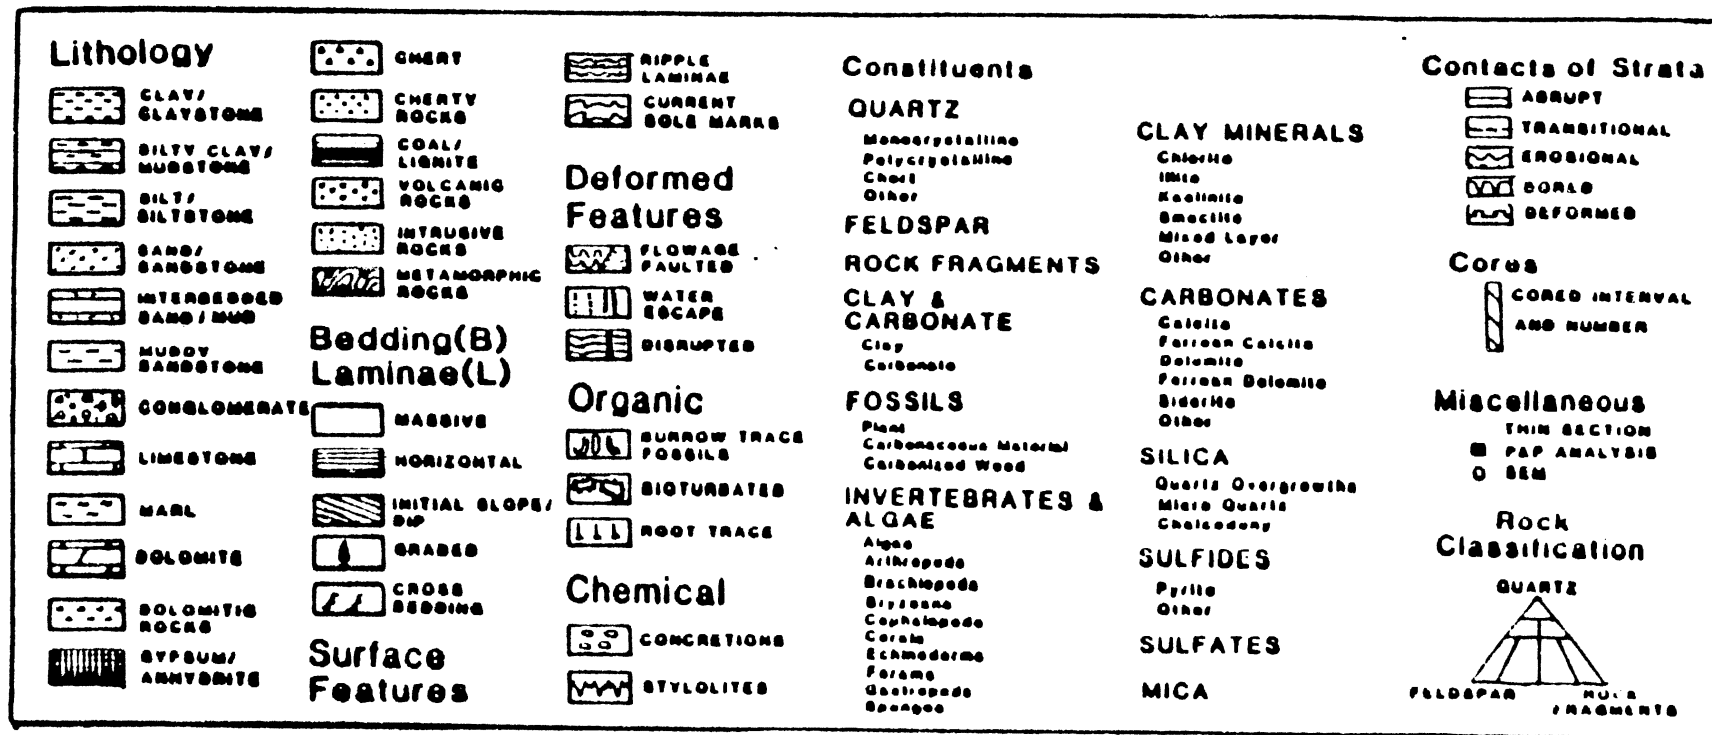 Lithology
CLAY/
CLAYSTONE
SILTY CLAY/
MUDSTONE
SILT/
SILTSTONE
SAND/
SANDSTONE
INTERBEDDED
SAND/MUD
MUDDY
SANDSTONE
CONGLOMERATE
LIMESTONE
MARL
DOLOMITE
DOLOMITIC
ROCKS
GYPSUM/
ANHYDRITE
CHERT
CHERTY
ROCKS
COAL/
LIGNITE
VOLCANIC
ROCKS
INTRUSIVE
ROCKS
METAMORPHIC
ROCKS
Bedding(B)
Laminae(L)
MASSIVE
HORIZONTAL
INITIAL SLOPE/
DIP
GRADED
CROSS
BEDDING
Surface
Features
RIPPLE
LAMINAE
CURRENT
SOLE MARKS
Deformed
Features
FLOWAGE
FAULTED
WATER
ESCAPE
DISRUPTED
Organic
BURROW TRACE
FOSSILS
BIOTURBATED
ROOT TRACE
Chemical
CONCRETIONS
STYLOLITES
Constituents
QUARTZ
Monocrystalline
Polycrystalline
Chert
Other
FELDSPAR
ROCK FRAGMENTS
CLAY &
CARBONATE
Clay
Carbonate
FOSSILS
Plant
Carbonaceous Material
Carbonized Wood
INVERTEBRATES &
ALGAE
Algae
Arthropods
Brachiopods
Bryozoans
Cephalopods
Corals
Echinoderms
Forams
Gastropods
Sponges
CLAY MINERALS
Chlorite
Illite
Kaolinite
Smectite
Mixed Layer
Other
CARBONATES
Calcite
Ferroan Calcite
Dolomite
Ferroan Dolomite
Siderite
Other
SILICA
Quartz Overgrowths
Micro Quartz
Chalcedony
SULFIDES
Pyrite
Other
SULFATES
MICA
Contacts of Strata
ABRUPT
TRANSITIONAL
EROSIONAL
DEFORMED
Cores
CORED INTERVAL
AND NUMBER
Miscellaneous
THIN SECTION
P&P ANALYSIS
SEM
Rock
Classification
QUARTZ
FELDSPAR
ROCK
FRAGMENTS